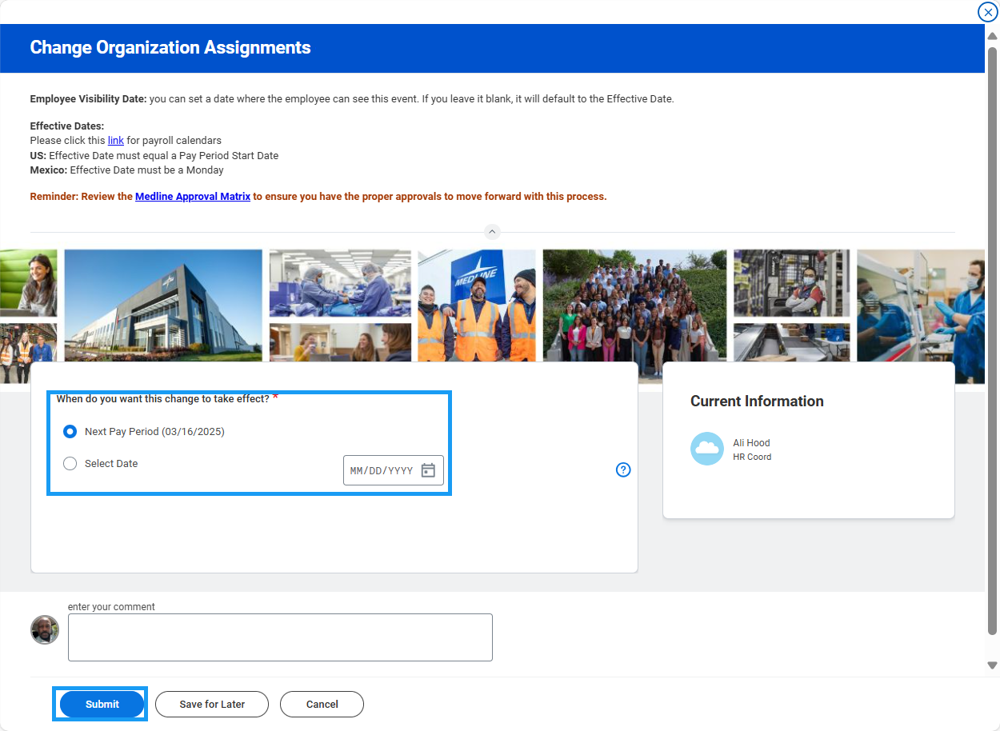 Change Organization Assignments
Employee Visibility Date: you can set a date where the employee can see this event. If you leave it blank, it will default to the Effective Date.
Effective Dates:
Please click this link for payroll calendars
US: Effective Date must equal a Pay Period Start Date
Mexico: Effective Date must be a Monday
Reminder: Review the Medline Approval Matrix to ensure you have the proper approvals to move forward with this process.
MEDLINE
When do you want this change to take effect? *
Next Pay Period (03/16/2025)
Select Date
MM/DD/YYYY
?
Current Information
Ali Hood
HR Coord
enter your comment
Submit
Save for Later
Cancel